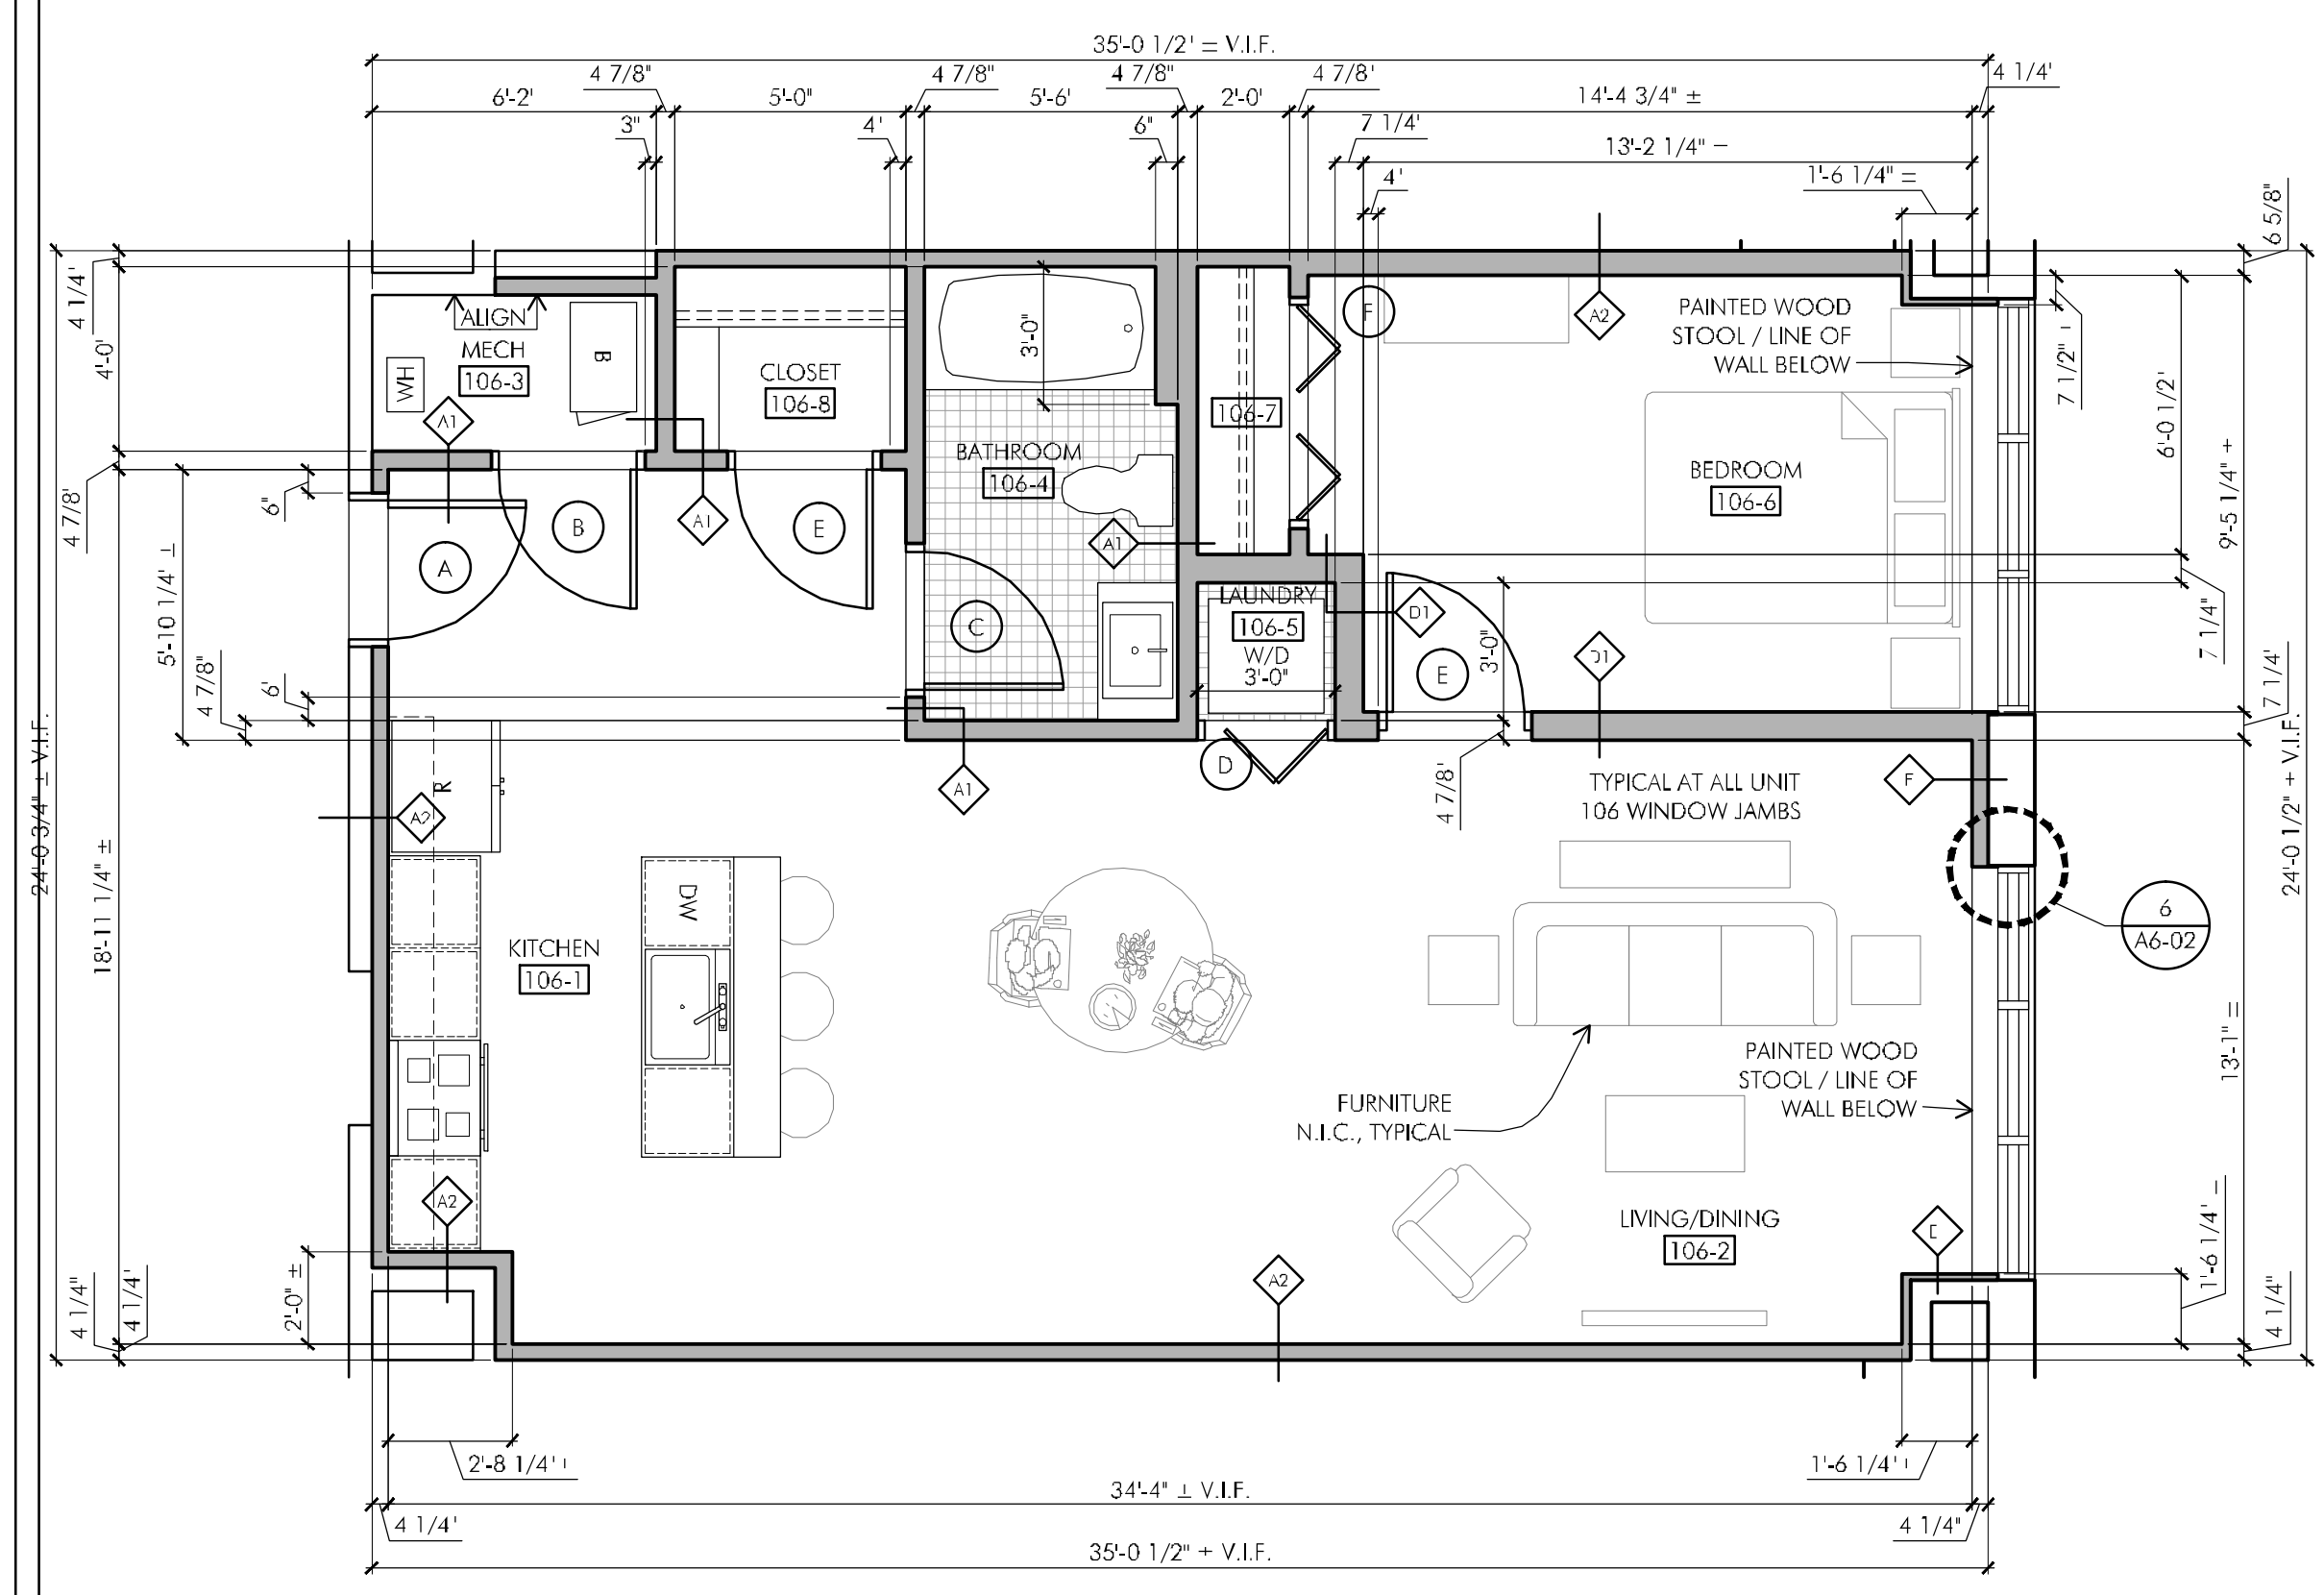 35'-0 1/2' = V.I.F.
4 7/8"
4 7/8"
4 7/8"
4 7/8'
4 1/4'
6'-2'
5'-0"
5'-6'
2'-0'
14'-4 3/4" ±
3"
4'
6"
7 1/4'
13'-2 1/4" –
4'
1'-6 1/4" =
6 5/8"
4 1/4'
4'-0'
4 7/8'
6"
5'-10 1/4' ±
4 7/8"
6'
24'-0 3/4" ± V.I.F.
18'-11 1/4" ±
4 1/4"
4 1/4'
2'-0" ±
ALIGN
MECH
106-3
WH
B
A1
CLOSET
106-8
3'-0"
BATHROOM
106-4
106-7
F
A2
PAINTED WOOD
STOOL / LINE OF
WALL BELOW
BEDROOM
106-6
7 1/2"
6'-0 1/2'
9'-5 1/4" +
7 1/4"
7 1/4'
24'-0 1/2" + V.I.F.
A
B
A1
E
A1
C
LAUNDRY
106-5
W/D
3'-0"
D1
E
3'-0"
D1
4 7/8'
D
A1
R
A2
TYPICAL AT ALL UNIT
106 WINDOW JAMBS
F
6
A6-02
DW
KITCHEN
106-1
FURNITURE
N.I.C., TYPICAL
PAINTED WOOD
STOOL / LINE OF
WALL BELOW
13'-1" =
LIVING/DINING
106-2
A2
A2
1'-6 1/4' –
4 1/4"
2'-8 1/4'
1'-6 1/4'
34'-4" ⊥ V.I.F.
4 1/4'
4 1/4"
35'-0 1/2" + V.I.F.